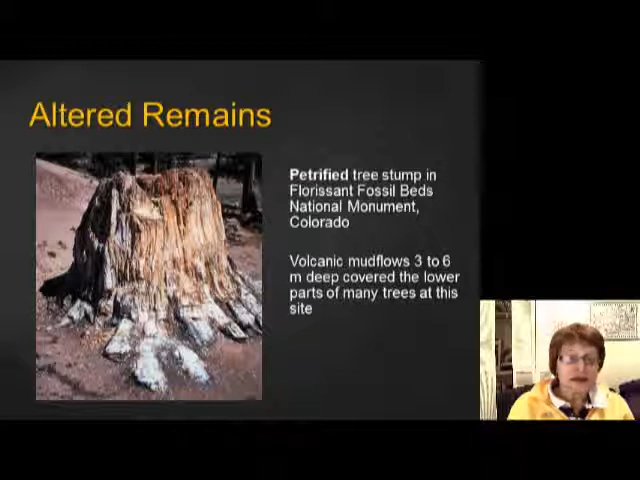 Altered Remains
Petrified tree stump in
Florissant Fossil Beds
National Monument,
Colorado
Volcanic mudflows 3 to 6
m deep covered the lower
parts of many trees at this
site